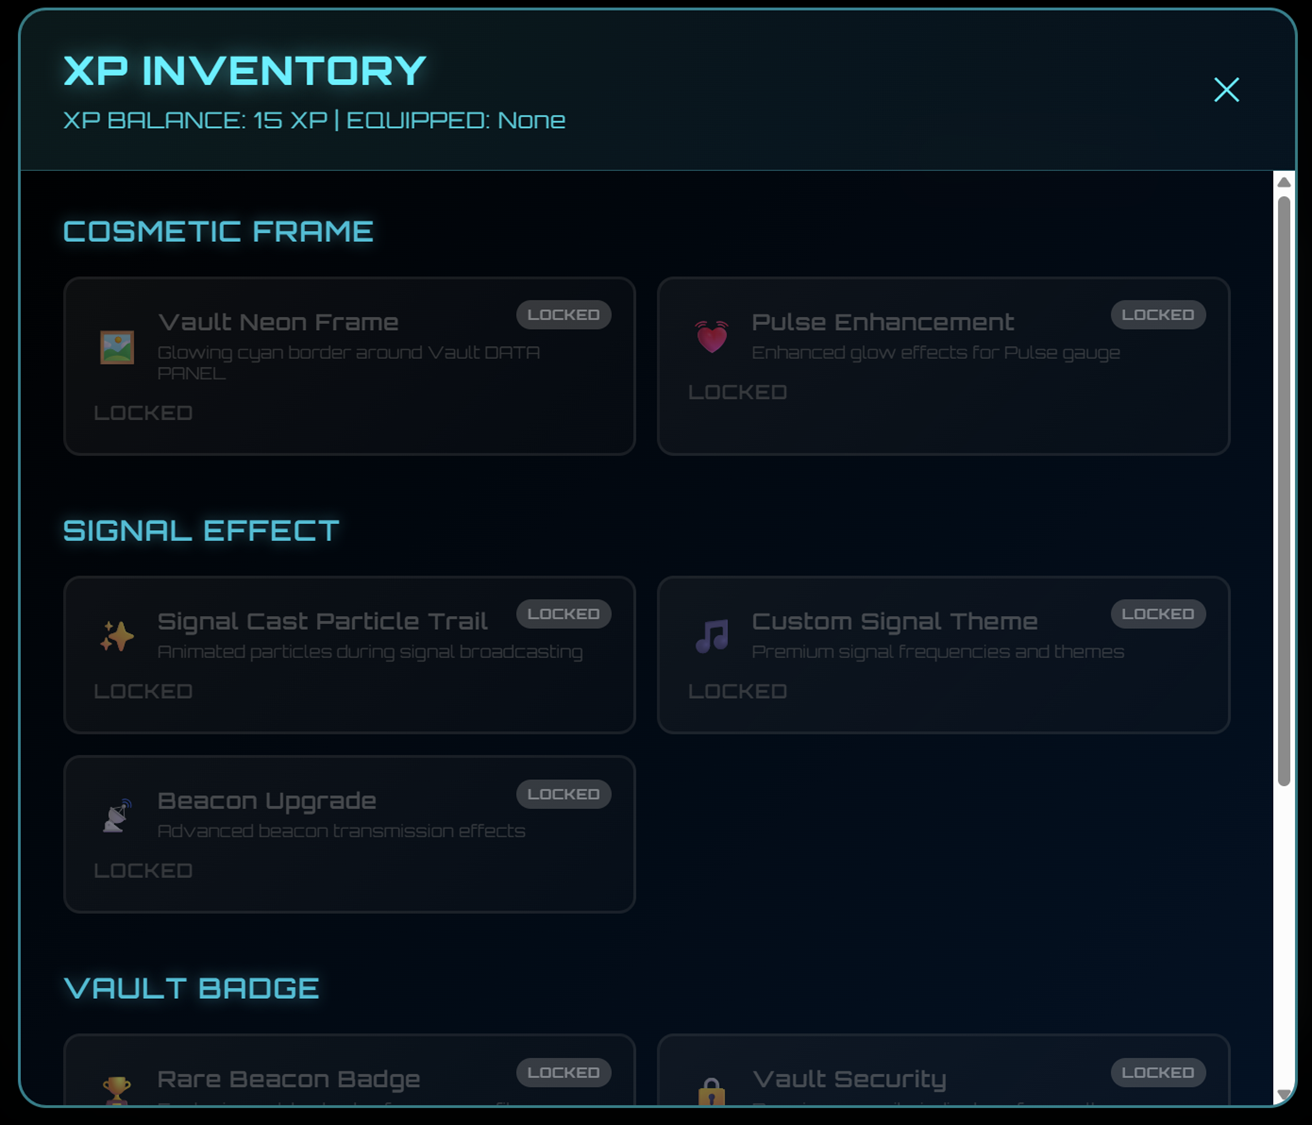 XP INVENTORY
XP BALANCE: 15 XP | EQUIPPED: None
COSMETIC FRAME
Vault Neon Frame
LOCKED
Glowing cyan border around Vault DATA
PANEL
LOCKED
Pulse Enhancement
LOCKED
Enhanced glow effects for Pulse gauge
LOCKED
SIGNAL EFFECT
Signal Cast Particle Trail
LOCKED
Animated particles during signal broadcasting
LOCKED
Custom Signal Theme
LOCKED
Premium signal frequencies and themes
LOCKED
Beacon Upgrade
LOCKED
Advanced beacon transmission effects
LOCKED
VAULT BADGE
Rare Beacon Badge
LOCKED
Vault Security
LOCKED